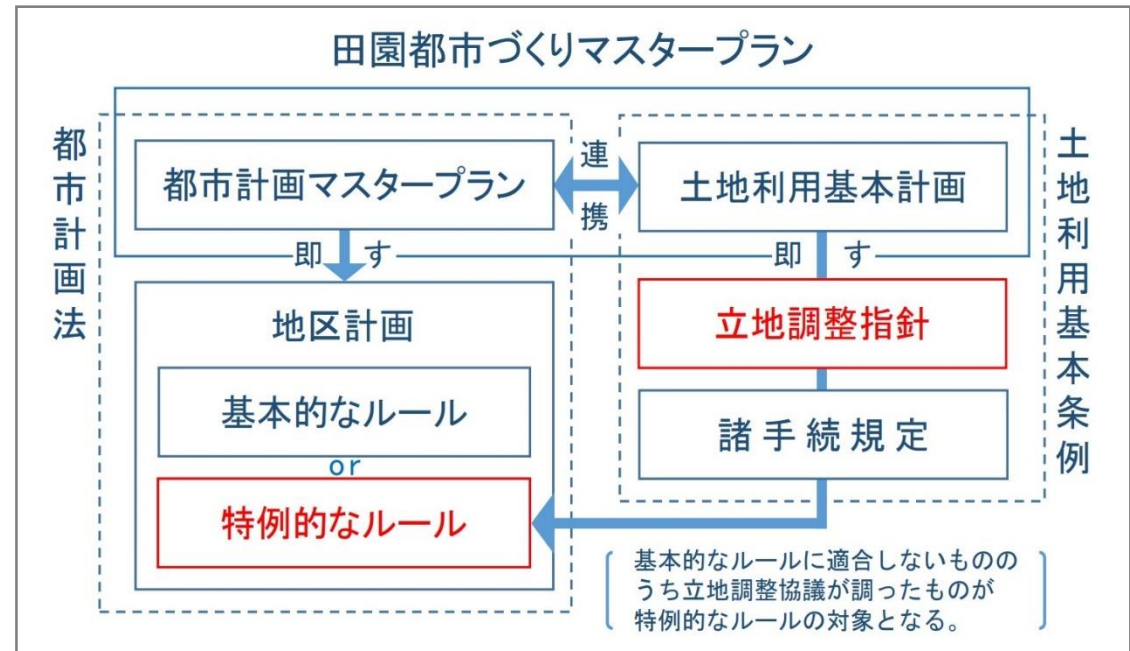 田園都市づくりマスタープラン
都市計画法
都市計画マスタープラン
連携
土地利用基本計画
土地利用基本条例
即す
即す
地区計画
基本的なルール
or
特例的なルール
立地調整指針
諸手続規定
基本的なルールに適合しないものの
うち立地調整協議が調ったものが
特例的なルールの対象となる。